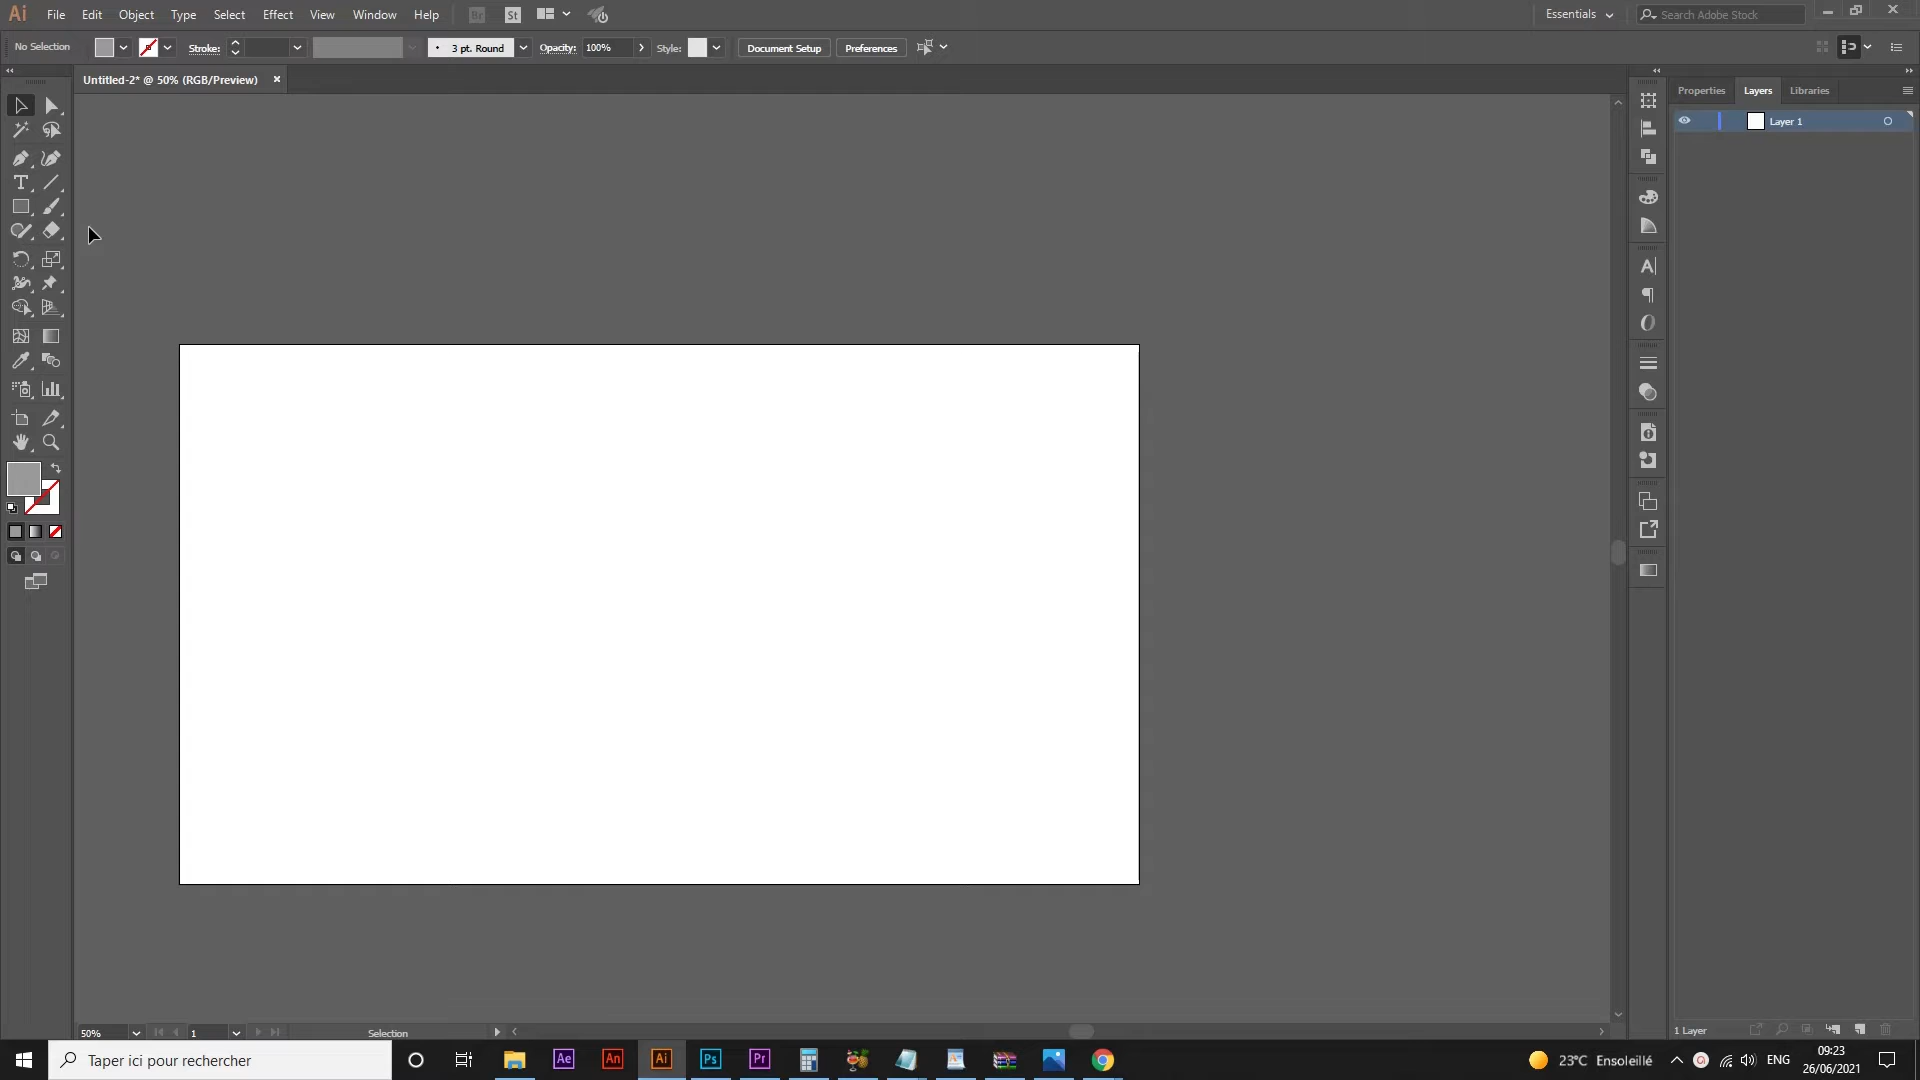 Ai File Edit Object Type Select Effect View Window Help Br St Essentials Search Adobe Stock
No Selection Stroke: 3 pt. Round Opacity: 100% Style: Document Setup Preferences
Untitled-2* @ 50% (RGB/Preview)
Properties Layers Libraries
Layer 1
1 Layer
50% 1 Selection
Taper ici pour rechercher Ae An Ai Ps Pr 23°C Ensoleillé ENG 09:23
26/06/2021